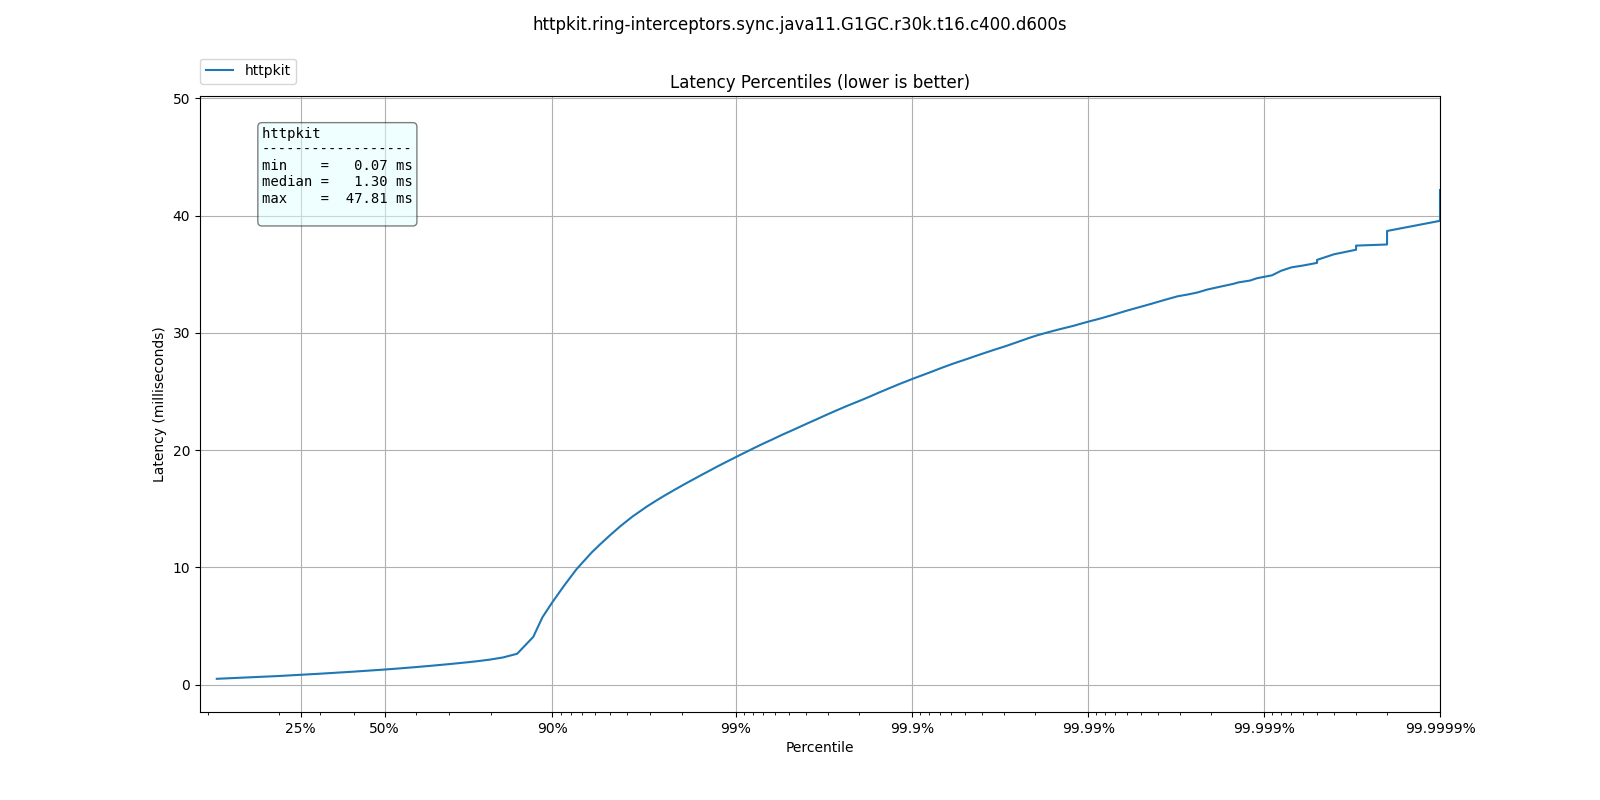 httpkit.ring-interceptors.sync.java11.G1GC.r30k.t16.c400.d600s
httpkit
Latency Percentiles (lower is better)
50
httpkit
------------------
min    =   0.07 ms
median =   1.30 ms
max    =  47.81 ms
40
30
Latency (milliseconds)
20
10
0
25% 50% 90% 99% 99.9% 99.99% 99.999% 99.9999%
Percentile